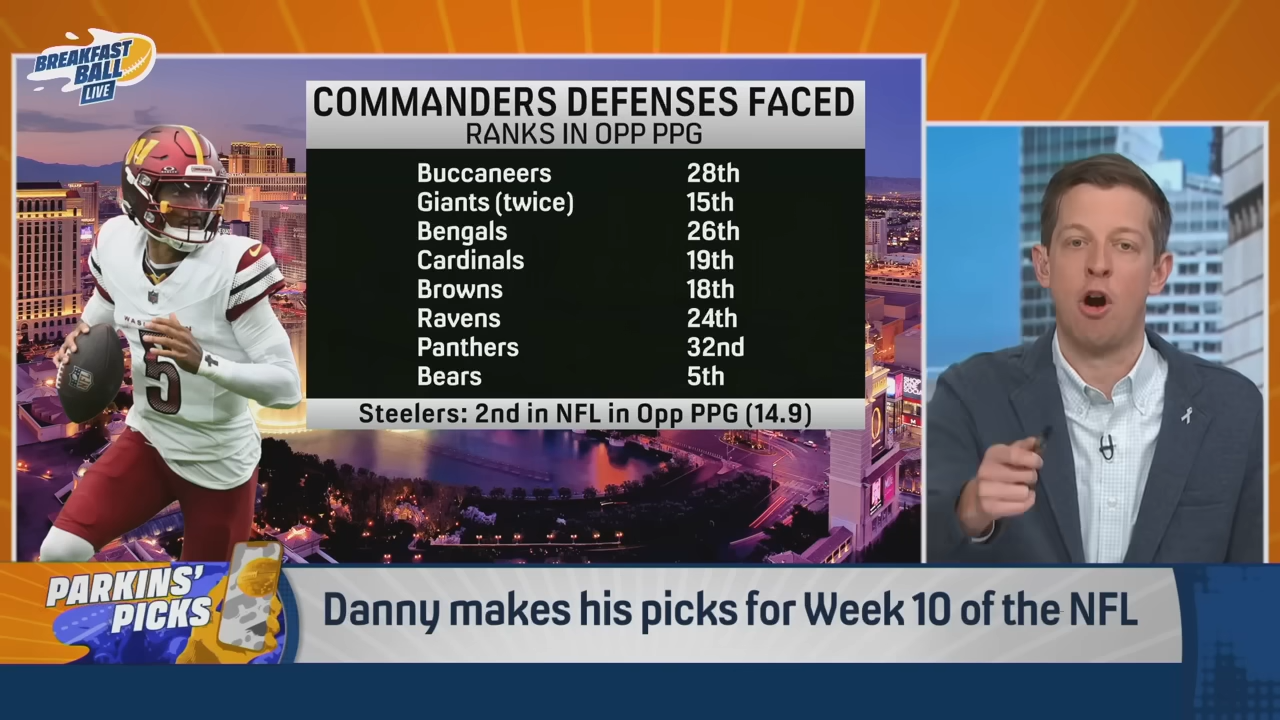 BREAKFAST
BALL
LIVE
COMMANDERS DEFENSES FACED
RANKS IN OPP PPG
Buccaneers 28th
Giants (twice) 15th
Bengals 26th
Cardinals 19th
Browns 18th
Ravens 24th
Panthers 32nd
Bears 5th
Steelers: 2nd in NFL in Opp PPG (14.9)
5
PARKINS'
PICKS
Danny makes his picks for Week 10 of the NFL